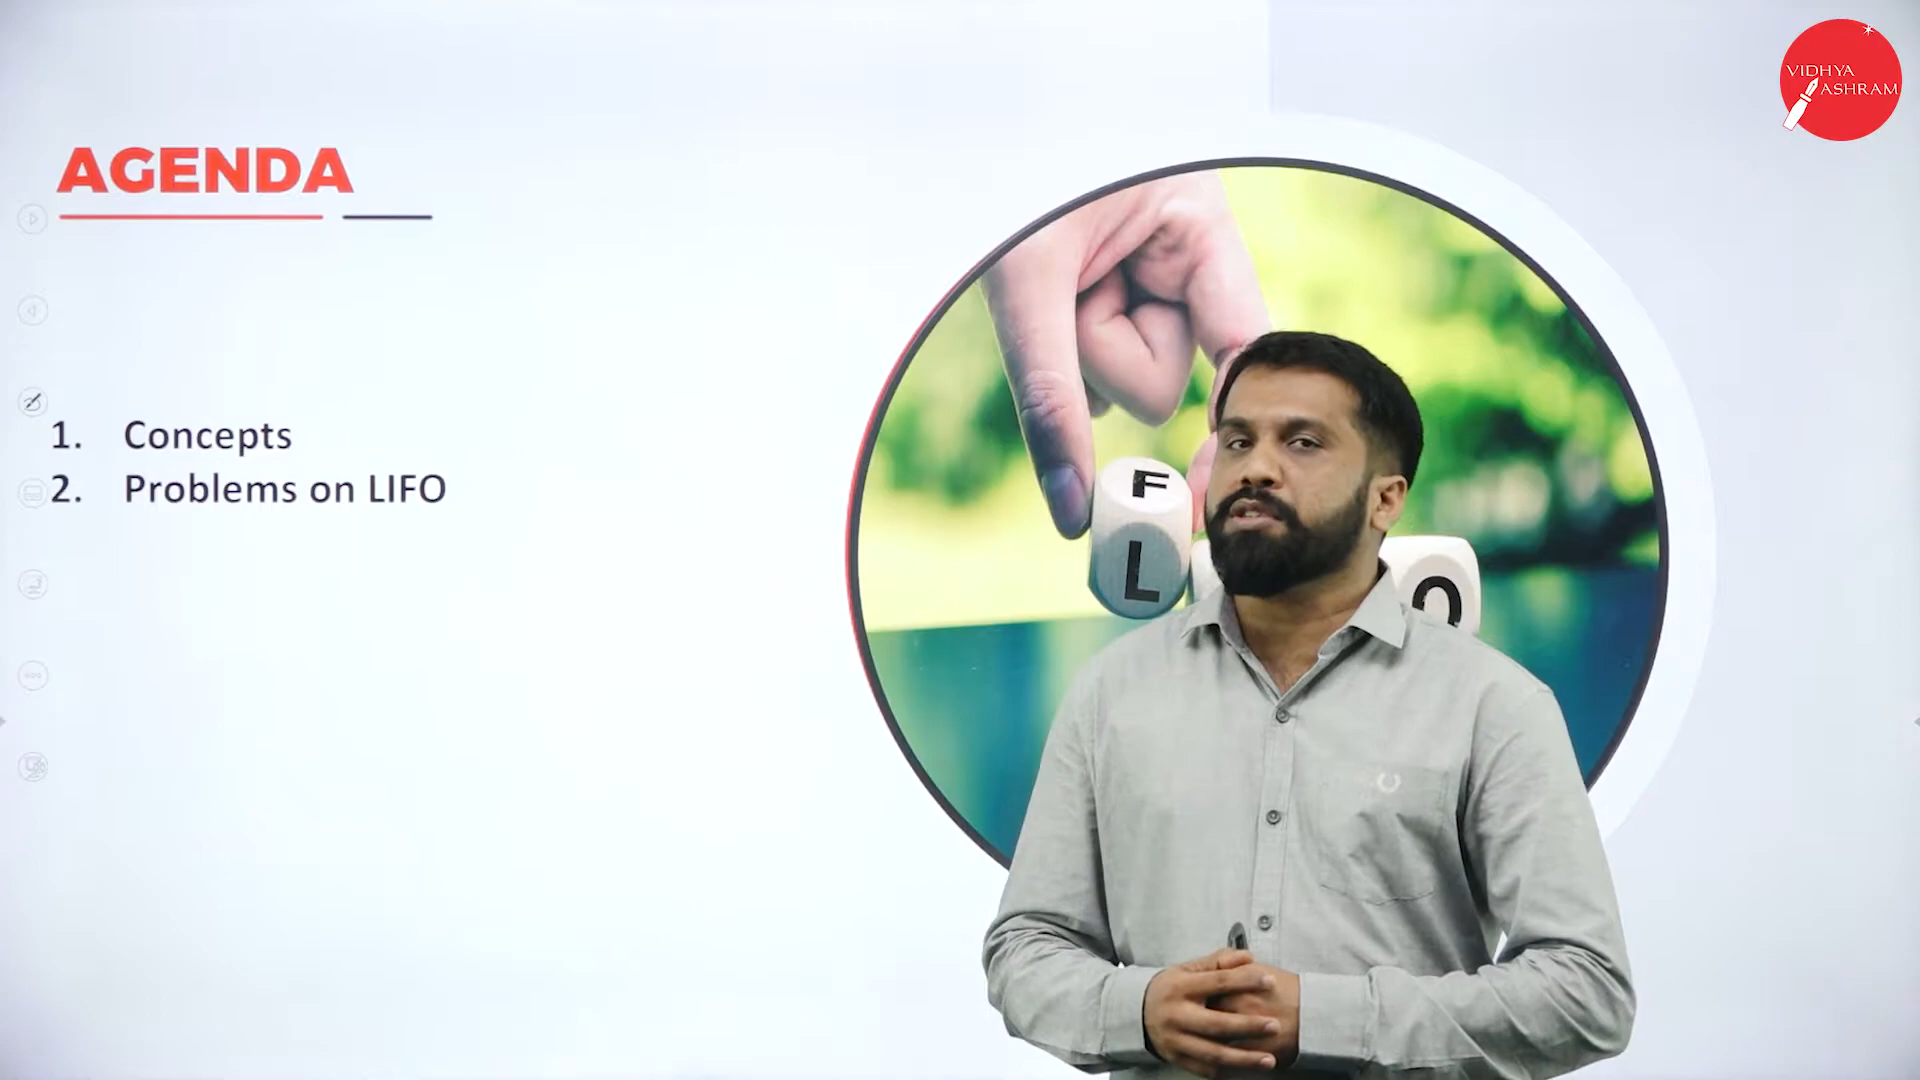 VIDHYA
ASHRAM
AGENDA
1. Concepts
2. Problems on LIFO
F
L
O